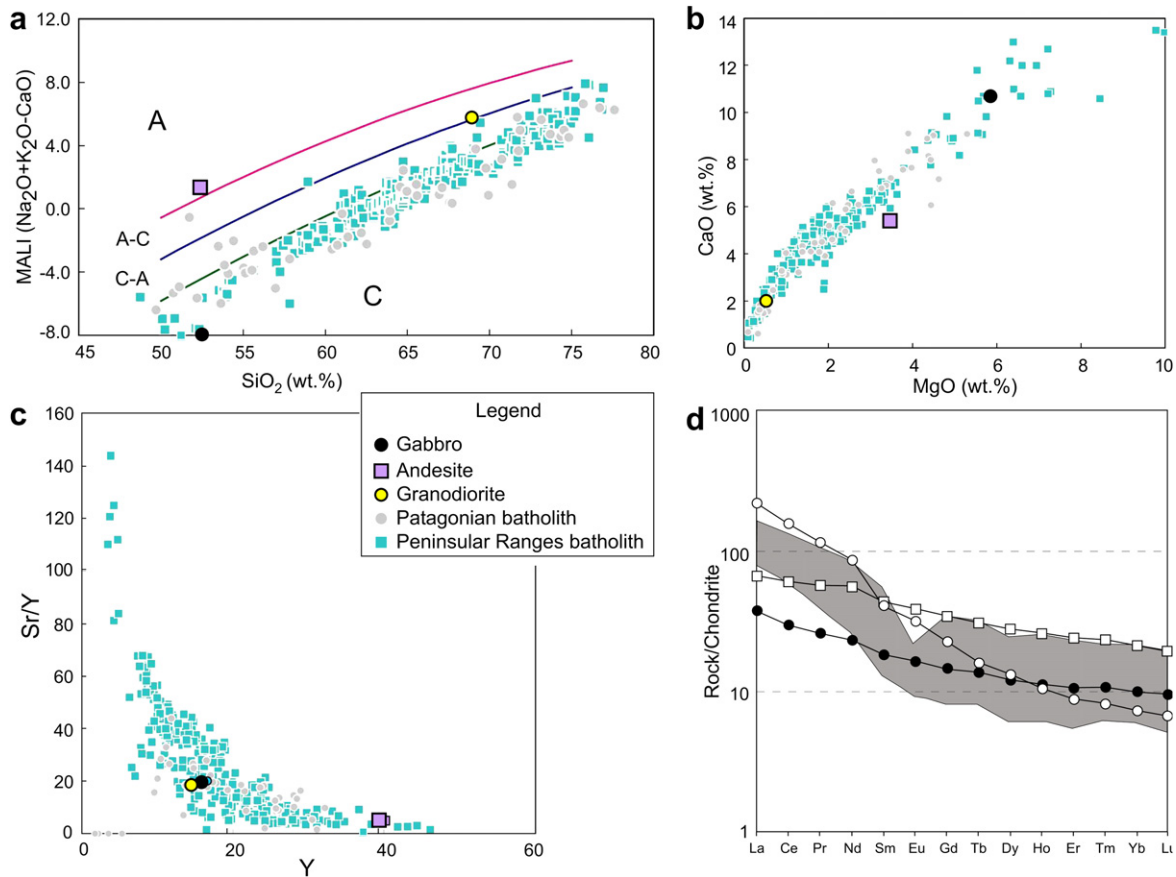 a
12.0
8.0
4.0
0.0
-4.0
-8.0
MALI (Na₂O+K₂O-CaO)
A
A-C
C-A
C
45 50 55 60 65 70 75 80
SiO₂ (wt.%)
b
14
12
10
8
6
4
2
0
CaO (wt.%)
0 2 4 6 8 10
MgO (wt.%)
c
160
140
120
100
80
60
40
20
0
Sr/Y
0 20 40 60
Y
Legend
Gabbro
Andesite
Granodiorite
Patagonian batholith
Peninsular Ranges batholith
d
1000
100
10
1
Rock/Chondrite
La Ce Pr Nd Sm Eu Gd Tb Dy Ho Er Tm Yb Lu